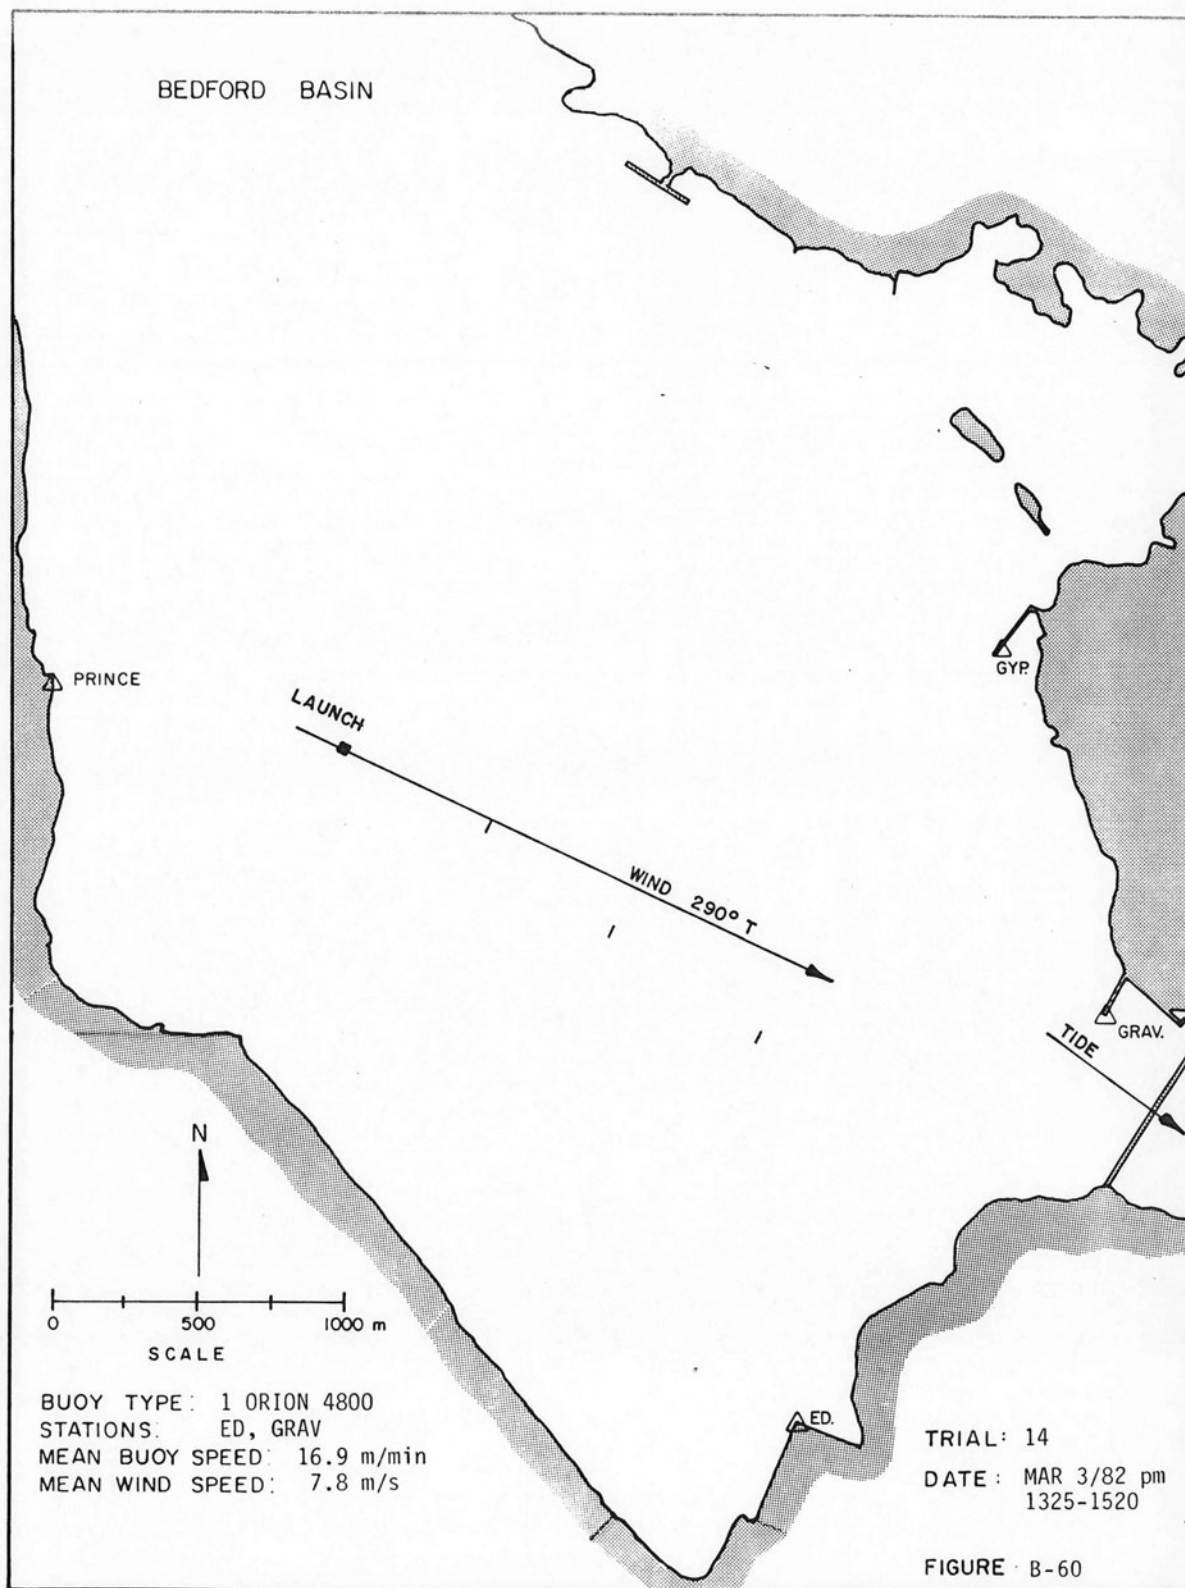 BEDFORD BASIN
PRINCE
LAUNCH
GYP.
WIND 290° T
GRAV.
TIDE
N
0 500 1000 m
SCALE
BUOY TYPE: 1 ORION 4800
STATIONS: ED, GRAV
MEAN BUOY SPEED: 16.9 m/min
MEAN WIND SPEED: 7.8 m/s
ED.
TRIAL: 14
DATE: MAR 3/82 pm
1325-1520
FIGURE B-60